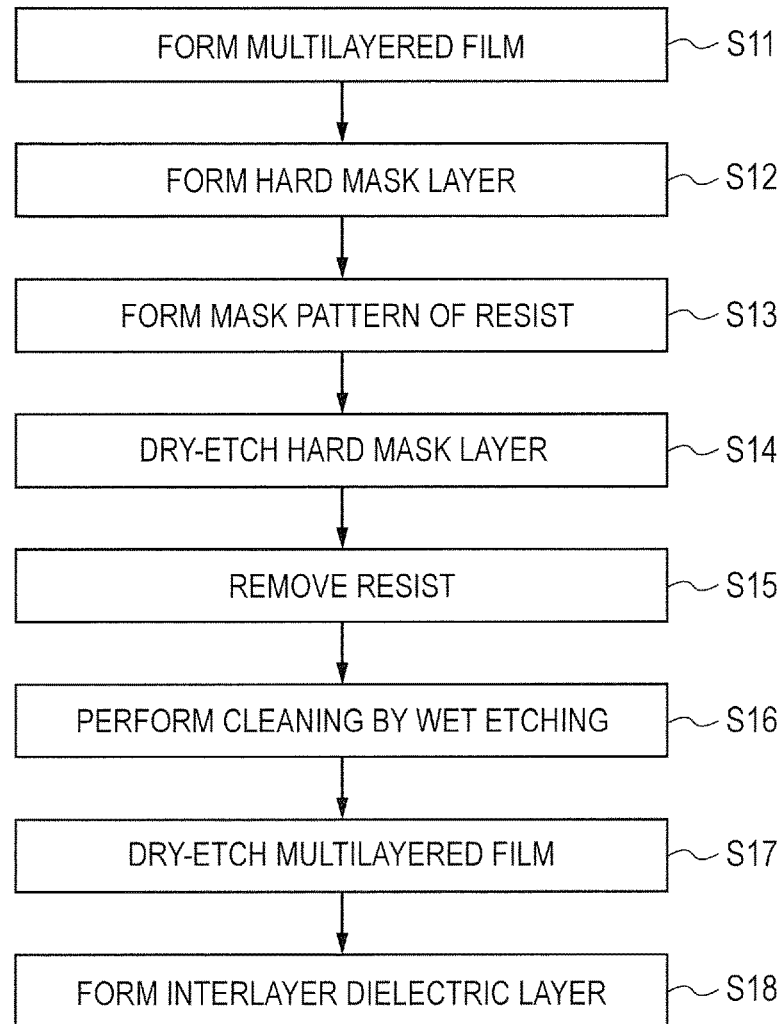 FORM MULTILAYERED FILM S11
FORM HARD MASK LAYER S12
FORM MASK PATTERN OF RESIST S13
DRY-ETCH HARD MASK LAYER S14
REMOVE RESIST S15
PERFORM CLEANING BY WET ETCHING S16
DRY-ETCH MULTILAYERED FILM S17
FORM INTERLAYER DIELECTRIC LAYER S18